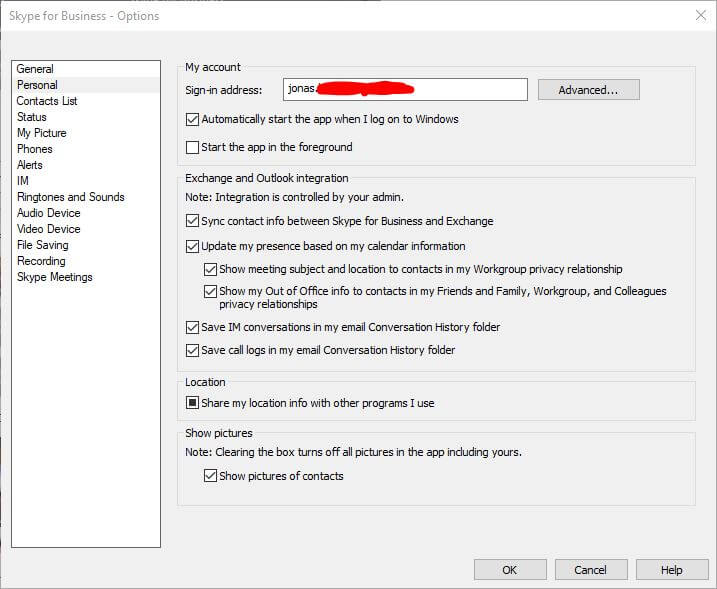 Skype for Business - Options
General
Personal
Contacts List
Status
My Picture
Phones
Alerts
IM
Ringtones and Sounds
Audio Device
Video Device
File Saving
Recording
Skype Meetings
My account
Sign-in address:
jonas.
Advanced...
Automatically start the app when I log on to Windows
Start the app in the foreground
Exchange and Outlook integration
Note: Integration is controlled by your admin.
Sync contact info between Skype for Business and Exchange
Update my presence based on my calendar information
Show meeting subject and location to contacts in my Workgroup privacy relationship
Show my Out of Office info to contacts in my Friends and Family, Workgroup, and Colleagues
privacy relationships
Save IM conversations in my email Conversation History folder
Save call logs in my email Conversation History folder
Location
Share my location info with other programs I use
Show pictures
Note: Clearing the box turns off all pictures in the app including yours.
Show pictures of contacts
OK
Cancel
Help